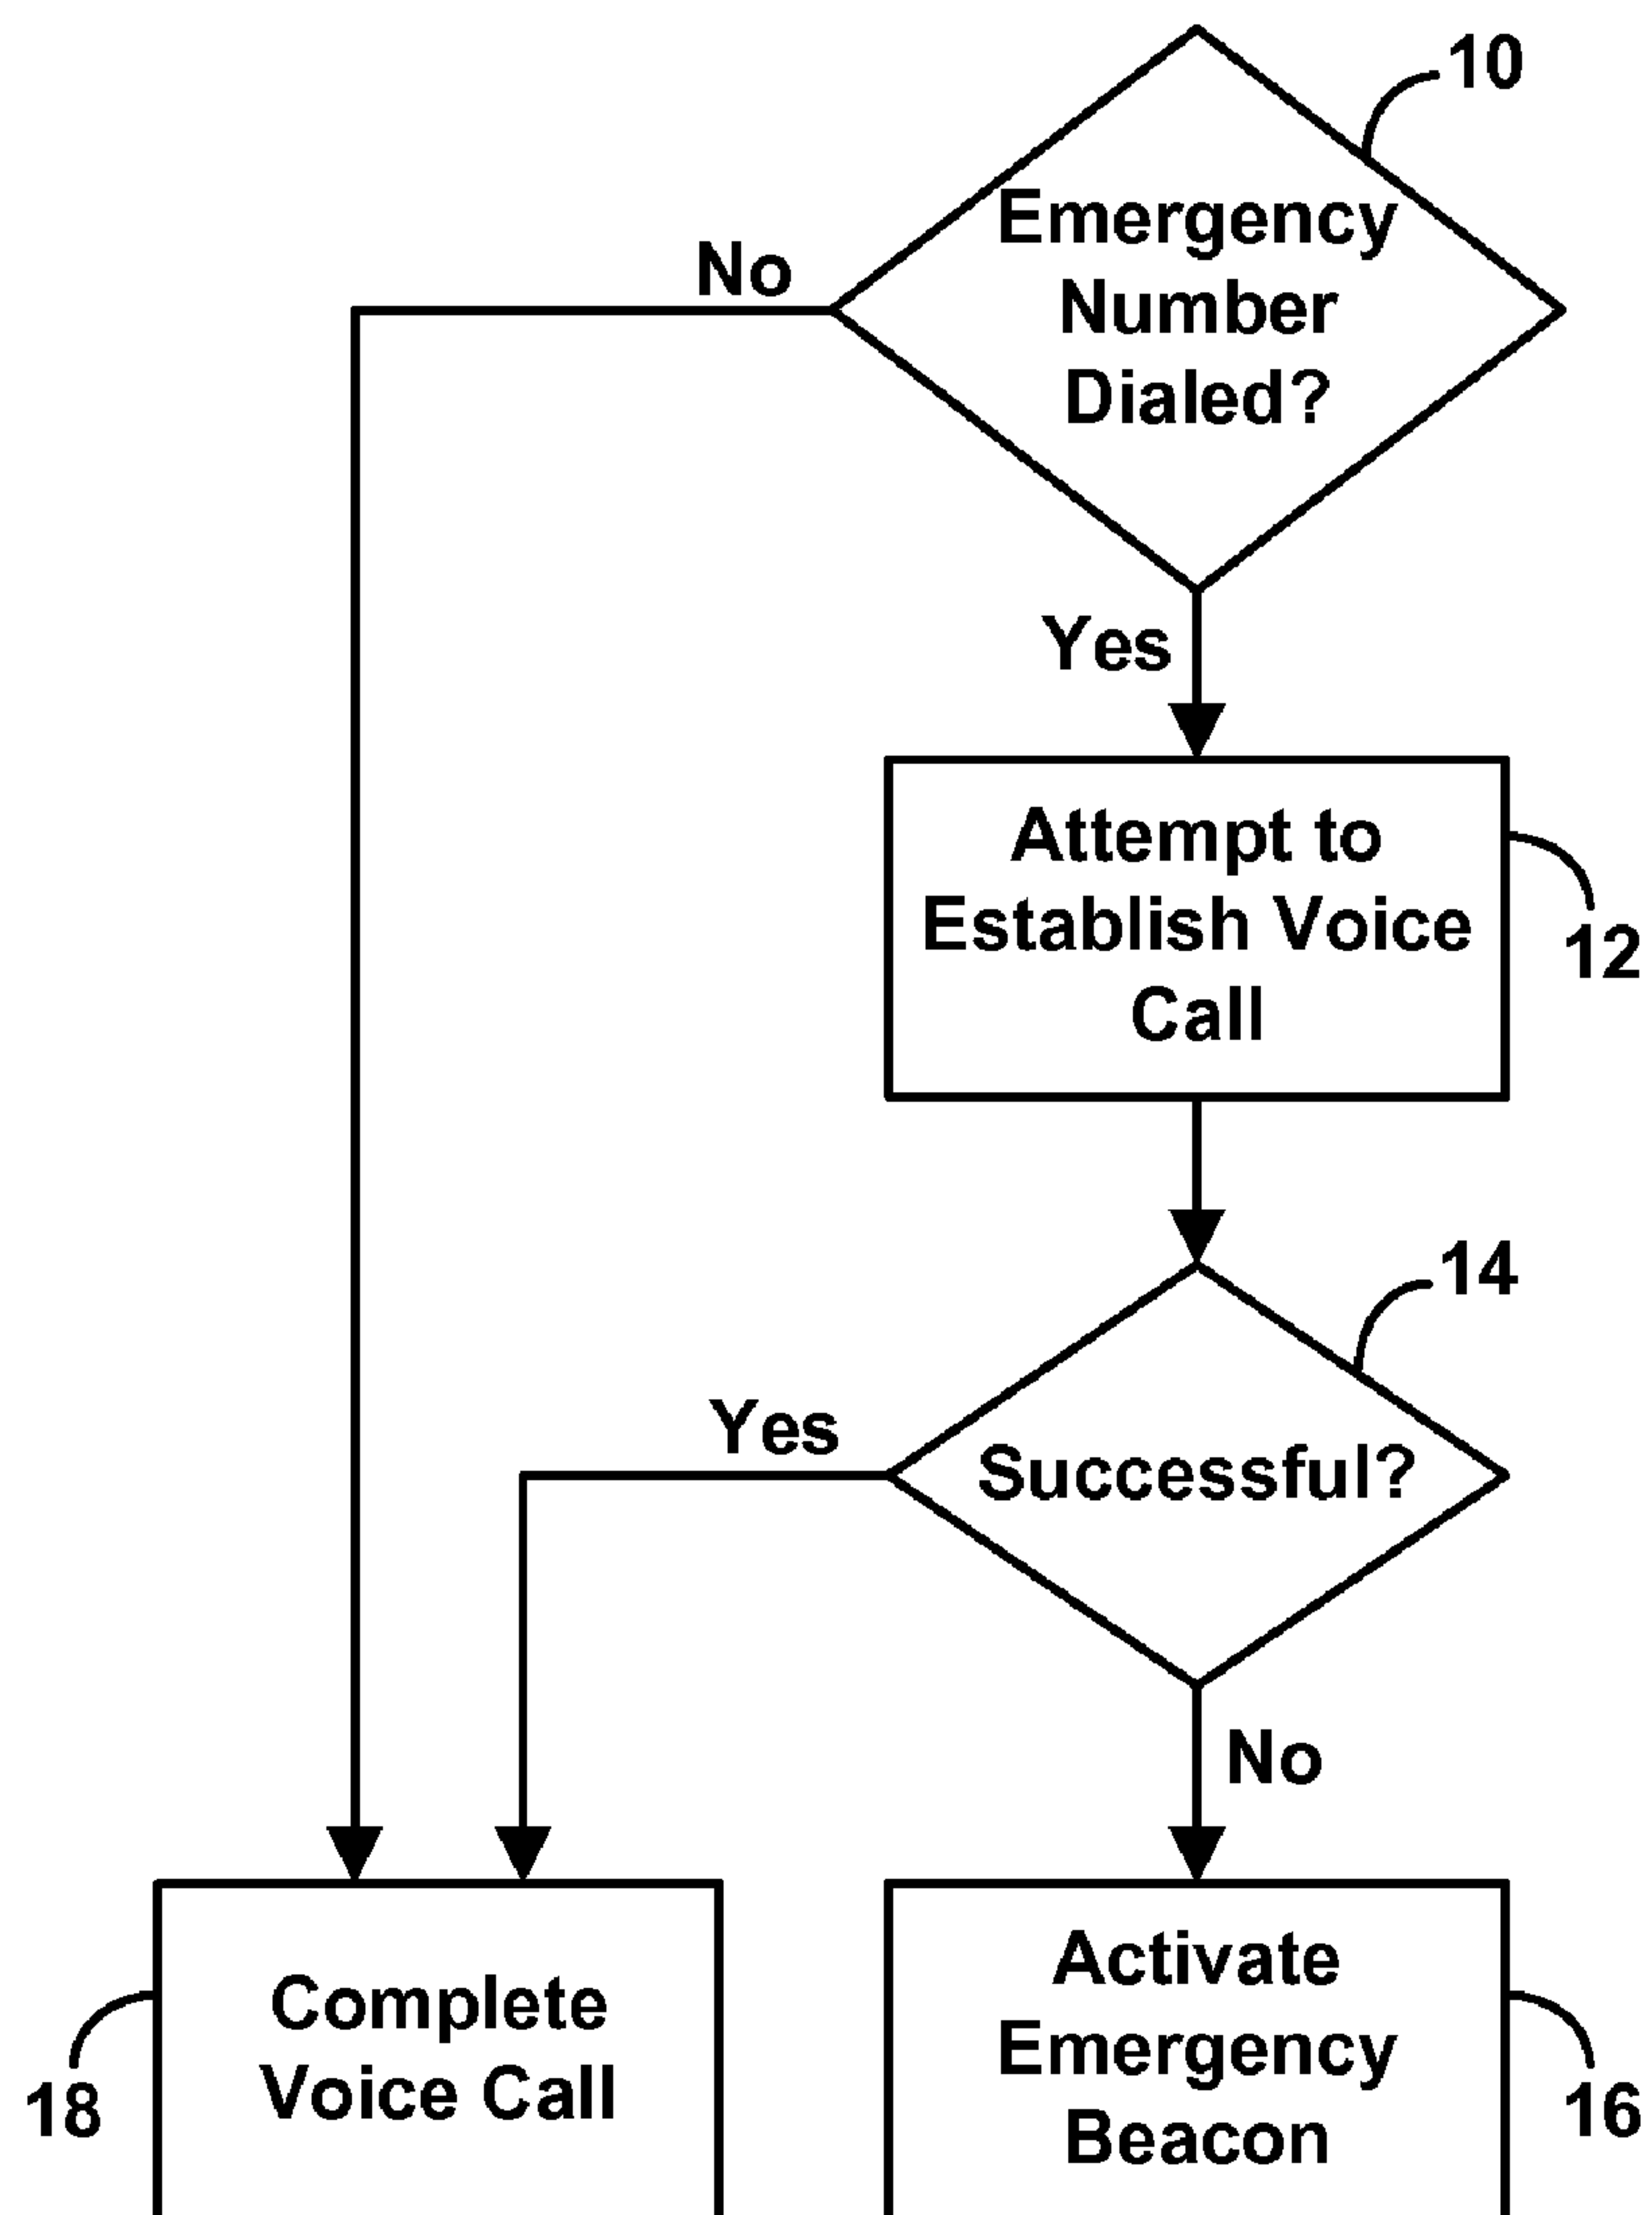 10
Emergency
Number
Dialed?
No
Yes
Attempt to
Establish Voice
Call
12
14
Successful?
Yes
No
Complete
Voice Call
18
Activate
Emergency
Beacon
16